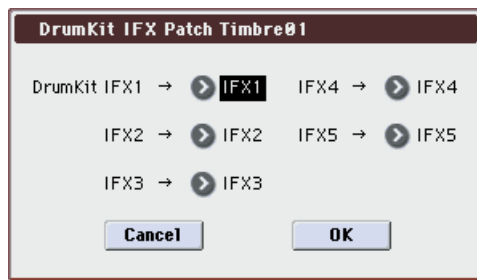 DrumKit IFX Patch Timbre01
DrumKit IFX1 → IFX1 IFX4 → IFX4
IFX2 → IFX2 IFX5 → IFX5
IFX3 → IFX3
Cancel OK